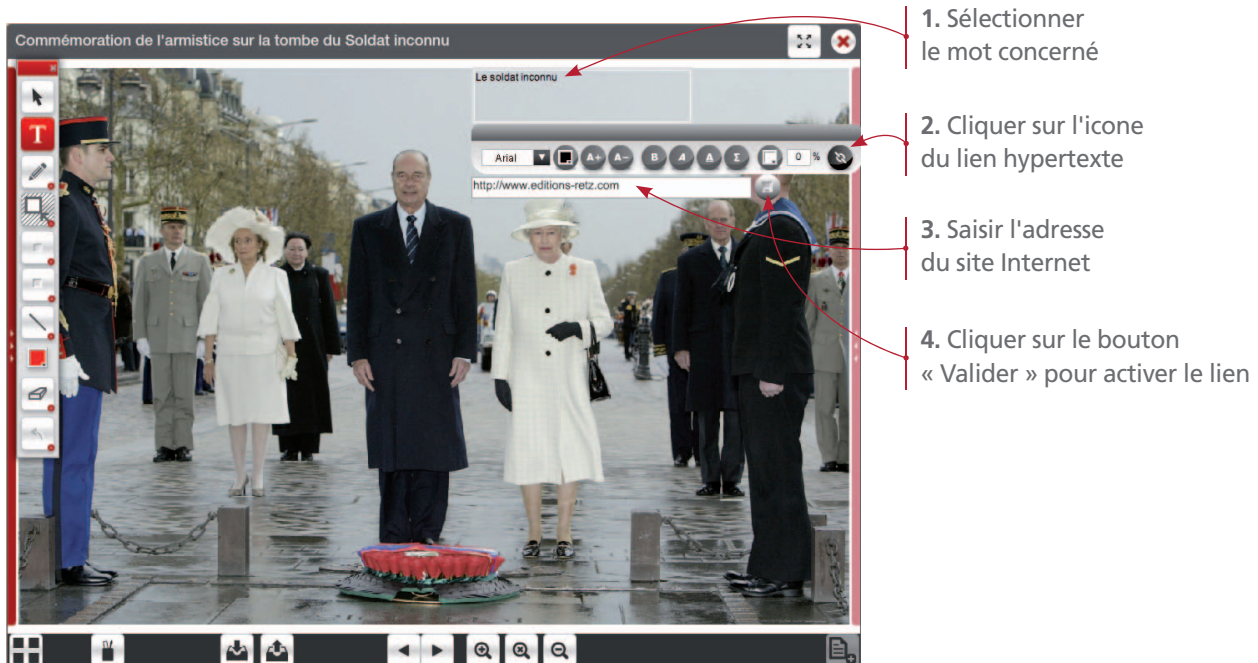 Commémoration de l'armistice sur la tombe du Soldat inconnu
1. Sélectionner
le mot concerné
Le soldat inconnu
2. Cliquer sur l'icone
du lien hypertexte
T
Arial
A+
A-
B
A
A
Σ
0 %
http://www.editions-retz.com
3. Saisir l'adresse
du site Internet
4. Cliquer sur le bouton
« Valider » pour activer le lien